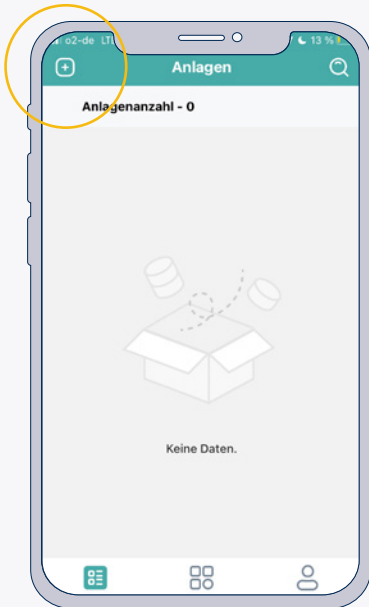 o2-de LTE 13 %
Anlagen
Anlagenanzahl - 0
Keine Daten.